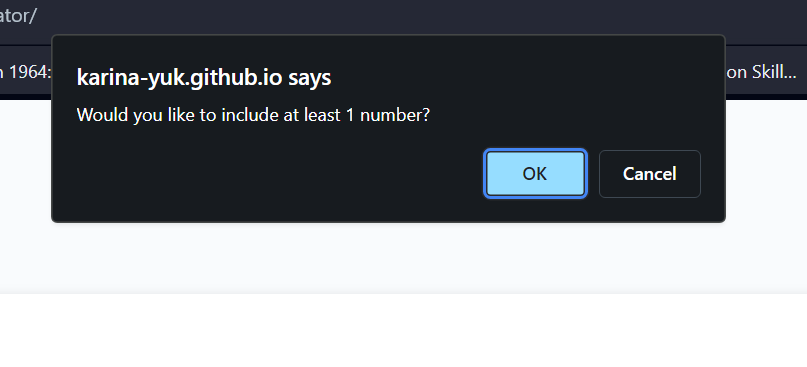 ator/
1964:
on Skill...
karina-yuk.github.io says
Would you like to include at least 1 number?
OK
Cancel